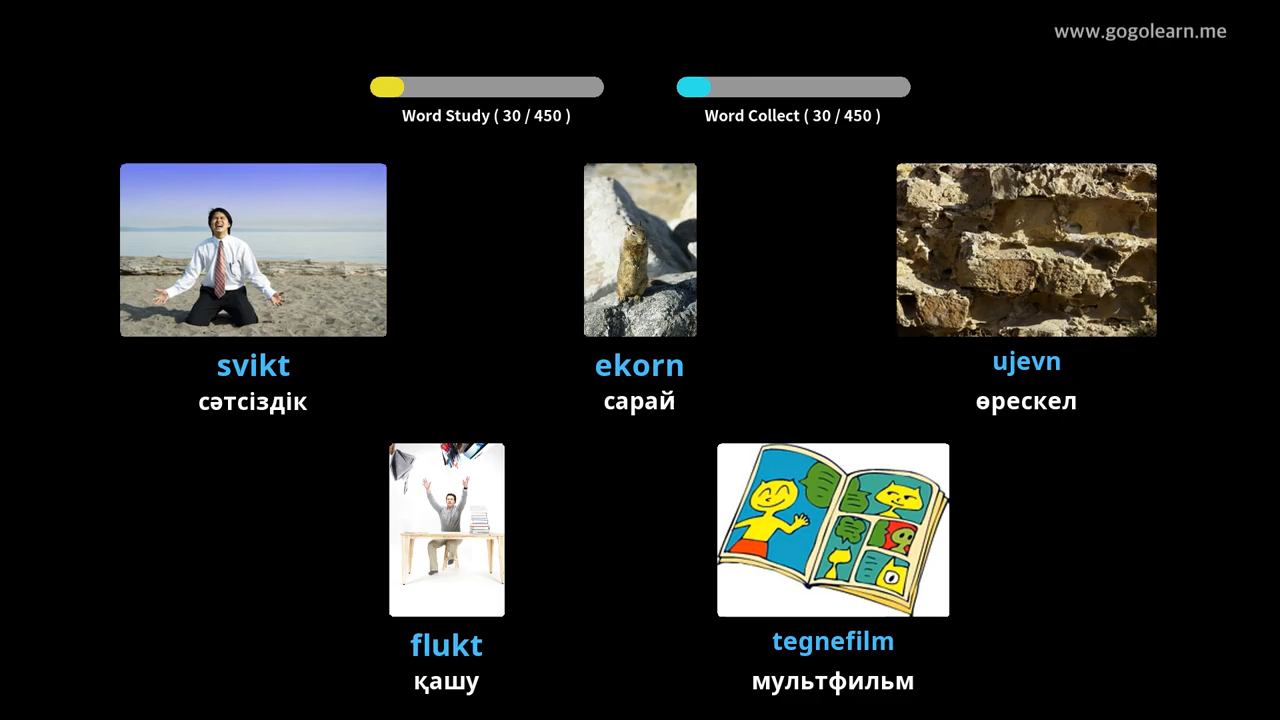 www.gogolearn.me
Word Study ( 30 / 450 )
Word Collect ( 30 / 450 )
svikt
сәтсіздік
ekorn
сарай
ujevn
өрескел
flukt
қашу
tegnefilm
мультфильм